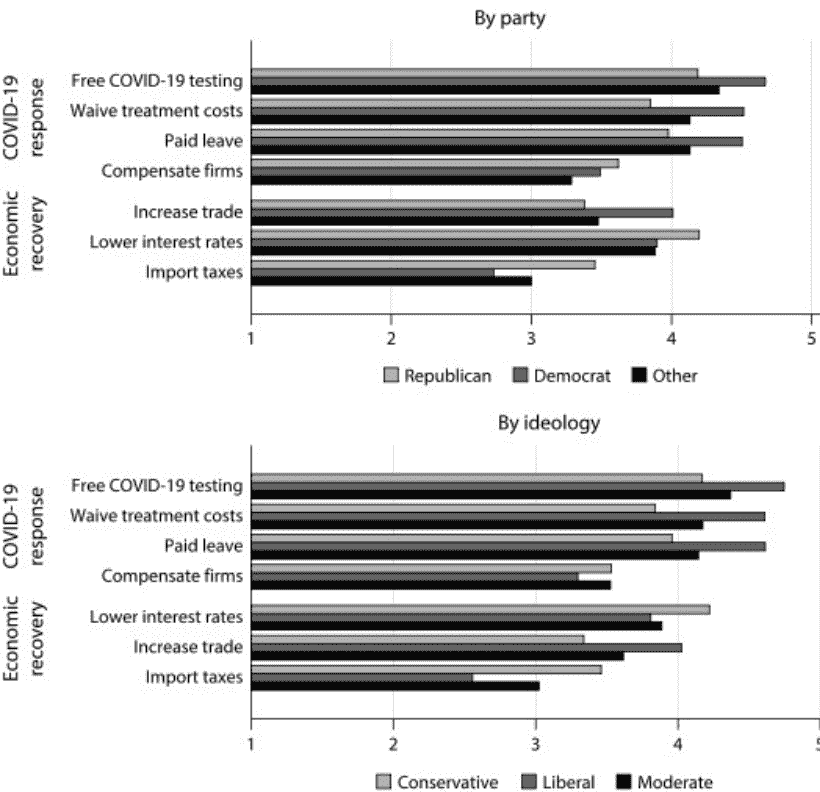 By party
COVID-19
response
Free COVID-19 testing
Waive treatment costs
Paid leave
Compensate firms
Economic
recovery
Increase trade
Lower interest rates
Import taxes
1 2 3 4 5
Republican Democrat Other
By ideology
COVID-19
response
Free COVID-19 testing
Waive treatment costs
Paid leave
Compensate firms
Economic
recovery
Lower interest rates
Increase trade
Import taxes
1 2 3 4 5
Conservative Liberal Moderate